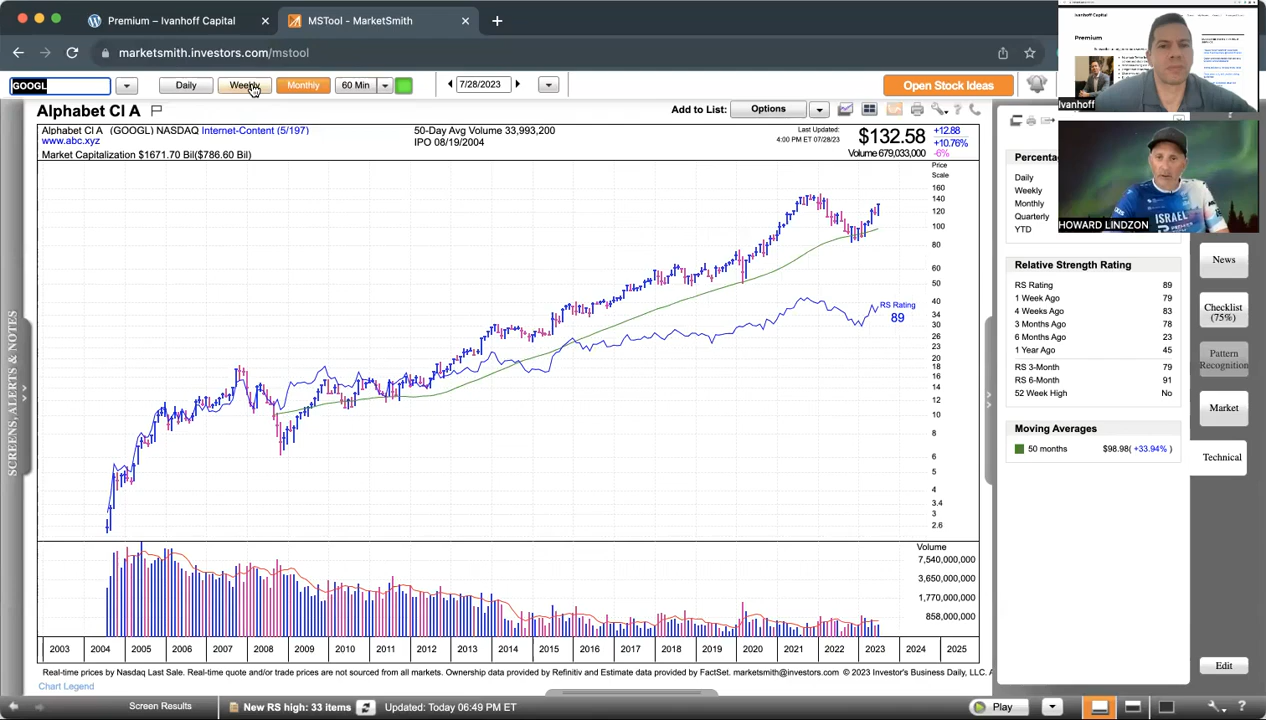 Premium – Ivanhoff Capital
MSTool - MarketSmith
marketsmith.investors.com/mstool
GOOGL
Daily
Weekly
Monthly
60 Min
7/28/2023
Open Stock Ideas
Alphabet Cl A
Add to List:
Options
Alphabet Cl A (GOOGL) NASDAQ Internet-Content (5/197)
www.abc.xyz
Market Capitalization $1671.70 Bil($786.60 Bil)
50-Day Avg Volume 33,993,200
IPO 08/19/2004
Last Updated:
4:00 PM ET 07/28/23
$132.58
+12.88
+10.76%
Volume 679,033,000
-6%
Price
Scale
160
140
120
100
80
60
50
40
34
30
26
23
20
18
16
14
12
10
8
6
5
4
3.4
3
2.6
RS Rating
89
Volume
7,540,000,000
3,650,000,000
1,770,000,000
858,000,000
2003 2004 2005 2006 2007 2008 2009 2010 2011 2012 2013 2014 2015 2016 2017 2018 2019 2020 2021 2022 2023 2024 2025
Real-time prices by Nasdaq Last Sale. Real-time quote and/or trade prices are not sourced from all markets. Ownership data provided by Refinitiv and Estimate data provided by FactSet. marketsmith@investors.com © 2023 Investor's Business Daily, LLC. A
Chart Legend
SCREENS, ALERTS & NOTES
Ivanhoff Capital
Premium
Ivanhoff
HOWARD LINDZON
ISRAEL
Percenta
Daily
Weekly
Monthly
Quarterly
YTD
Relative Strength Rating
RS Rating 89
1 Week Ago 79
4 Weeks Ago 83
3 Months Ago 78
6 Months Ago 23
1 Year Ago 45
RS 3-Month 79
RS 6-Month 91
52 Week High No
Moving Averages
50 months $98.98( +33.94% )
News
Checklist
(75%)
Pattern
Recognition
Market
Technical
Edit
Screen Results
New RS high: 33 items
Updated: Today 06:49 PM ET
Play